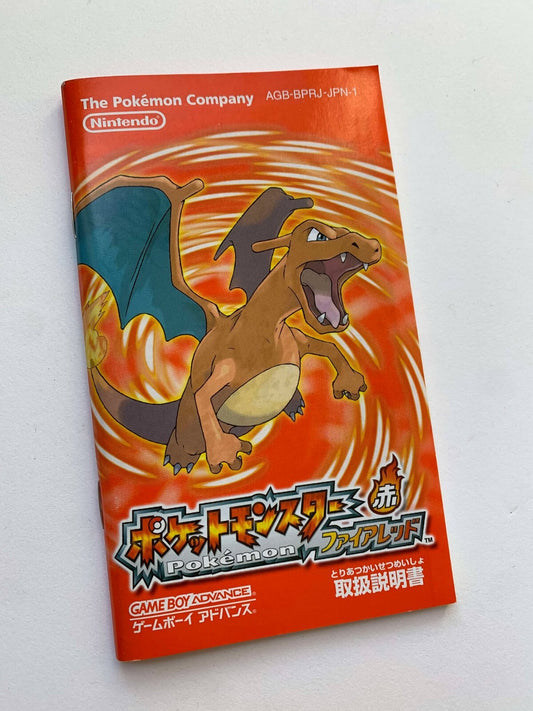 The Pokémon Company AGB-BPRJ-JPN-1
Nintendo
ポケットモンスター 赤
Pokémon ファイアレッド TM
とりあつかいせつめいしょ
取扱説明書
GAME BOY ADVANCE®
ゲームボーイ アドバンス®